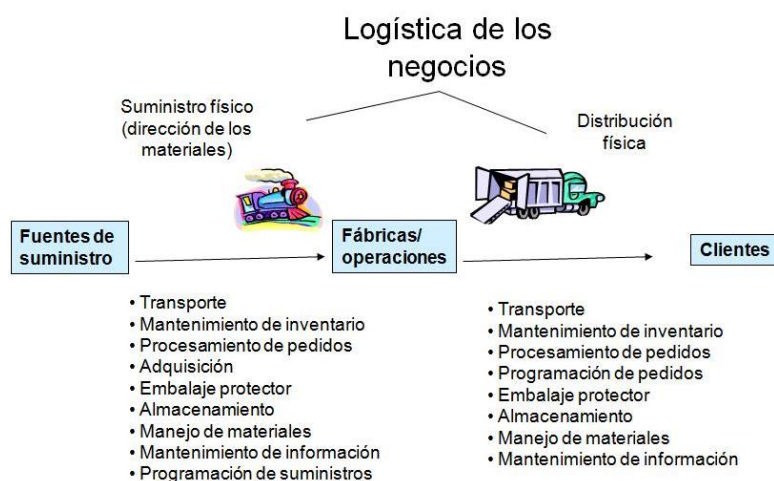 Logística de los
negocios
Suministro físico
(dirección de los
materiales)
Distribución
física
Fuentes de
suministro
Fábricas/
operaciones
Clientes
• Transporte
• Mantenimiento de inventario
• Procesamiento de pedidos
• Adquisición
• Embalaje protector
• Almacenamiento
• Manejo de materiales
• Mantenimiento de información
• Programación de suministros
• Transporte
• Mantenimiento de inventario
• Procesamiento de pedidos
• Programación de pedidos
• Embalaje protector
• Almacenamiento
• Manejo de materiales
• Mantenimiento de información